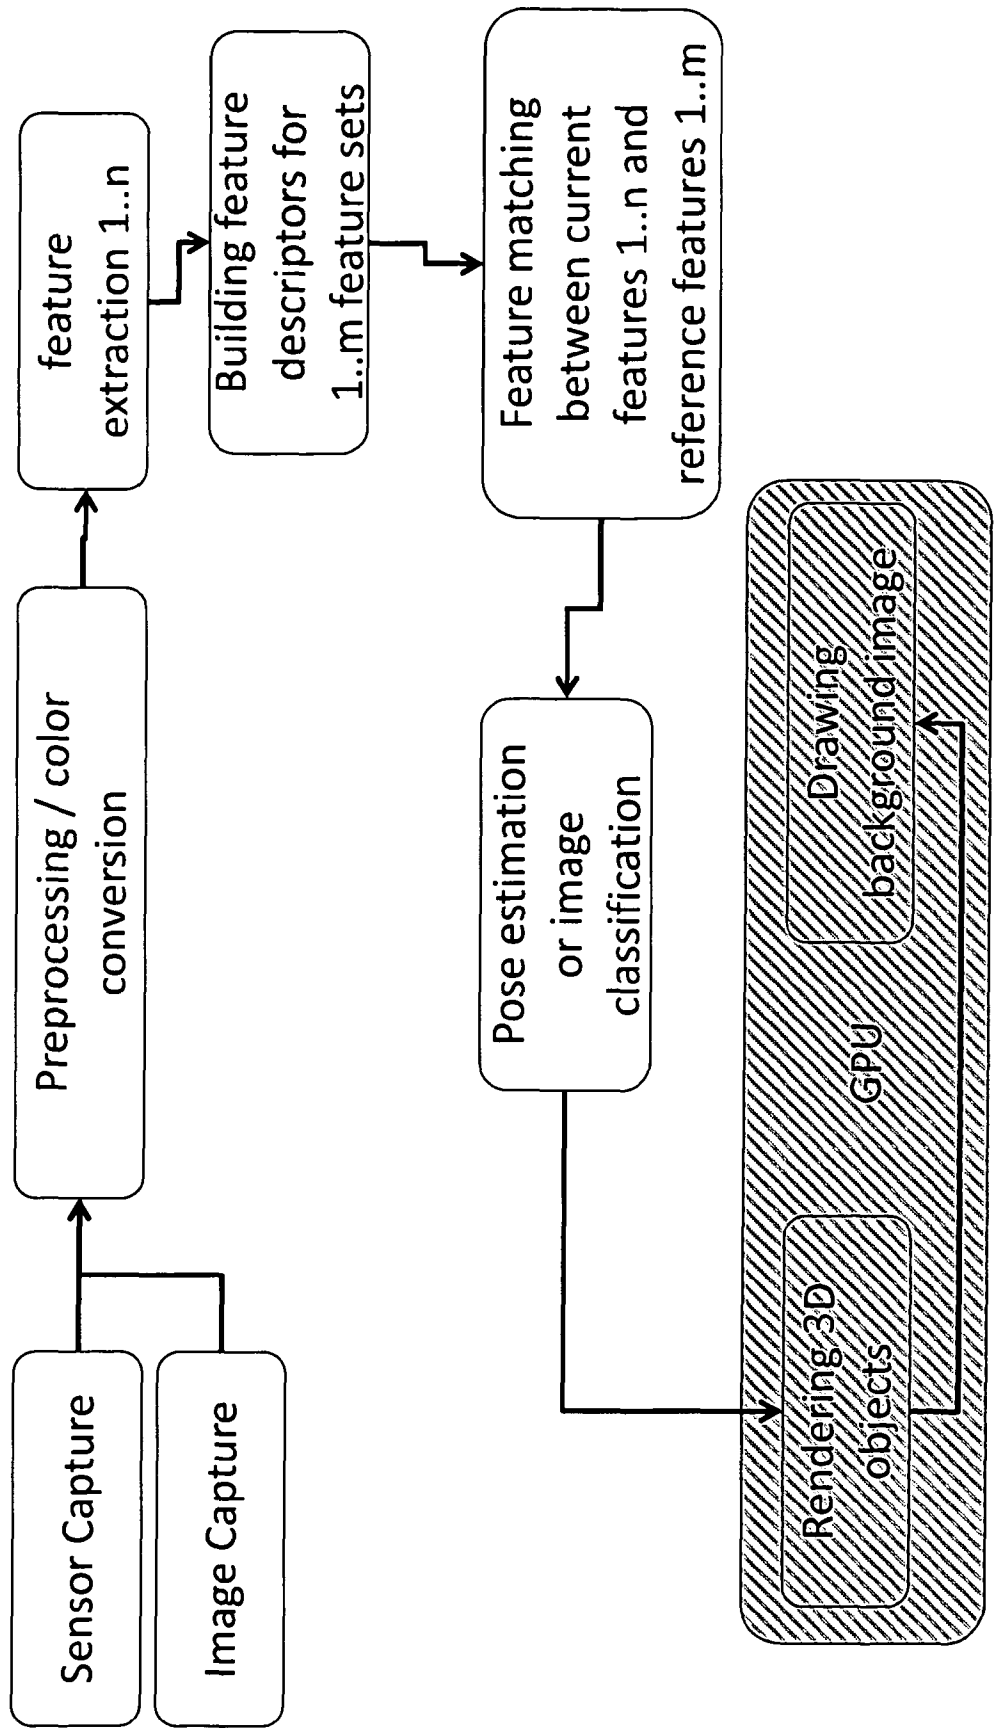 Sensor Capture
Image Capture
Preprocessing / color
conversion
feature
extraction 1..n
Building feature
descriptors for
1..m feature sets
Feature matching
between current
features 1..n and
reference features 1..m
Pose estimation
or image
classification
Rendering 3D
objects
GPU
Drawing
background image